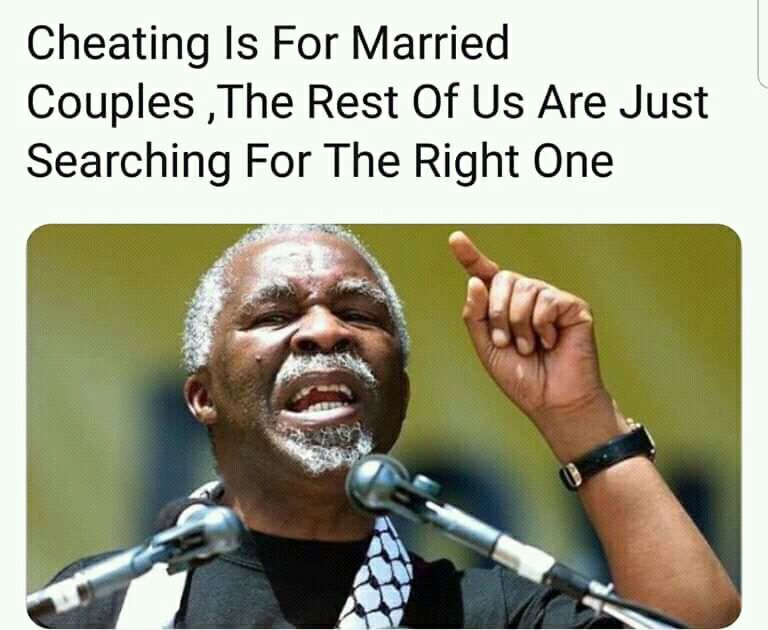 Cheating Is For Married
Couples ,The Rest Of Us Are Just
Searching For The Right One